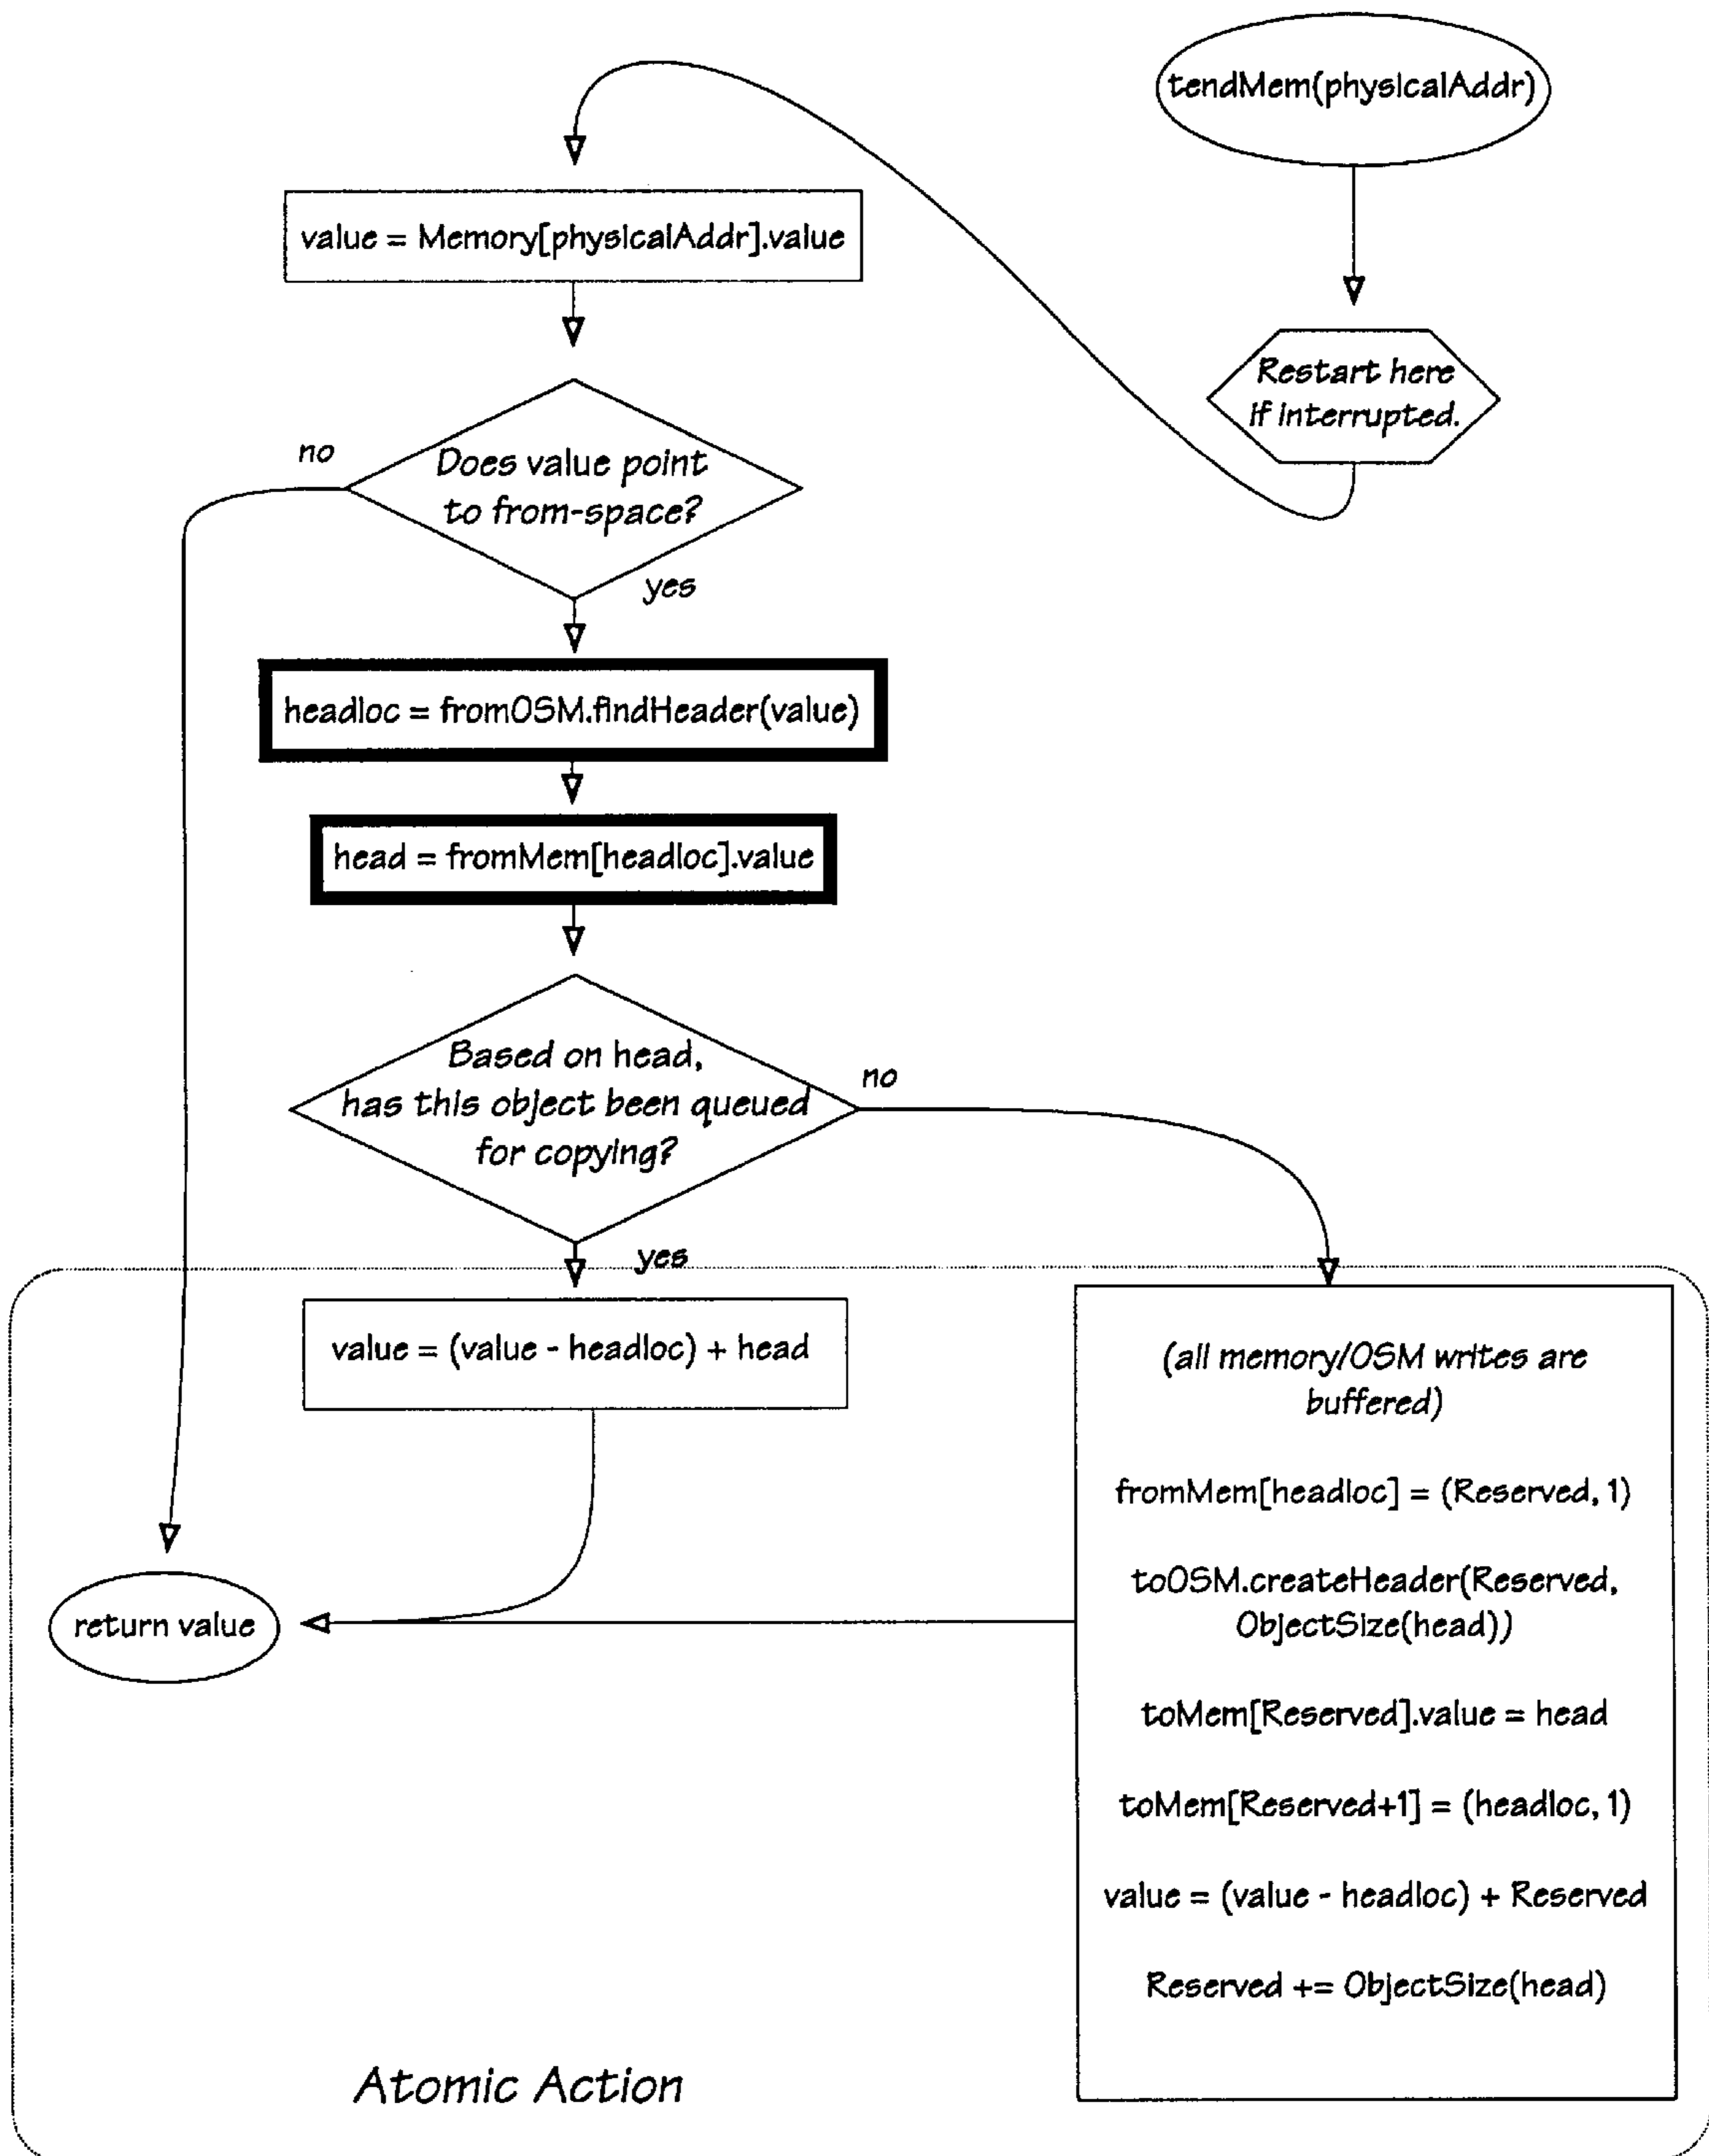 tendMem(physicalAddr)
Restart here
if interrupted.
value = Memory[physicalAddr].value
Does value point
to from-space?
no
yes
headloc = fromOSM.findHeader(value)
head = fromMem[headloc].value
Based on head,
has this object been queued
for copying?
no
yes
value = (value - headloc) + head
(all memory/OSM writes are
buffered)
fromMem[headloc] = (Reserved, 1)
toOSM.createHeader(Reserved,
ObjectSize(head))
toMem[Reserved].value = head
toMem[Reserved+1] = (headloc, 1)
value = (value - headloc) + Reserved
Reserved += ObjectSize(head)
return value
Atomic Action